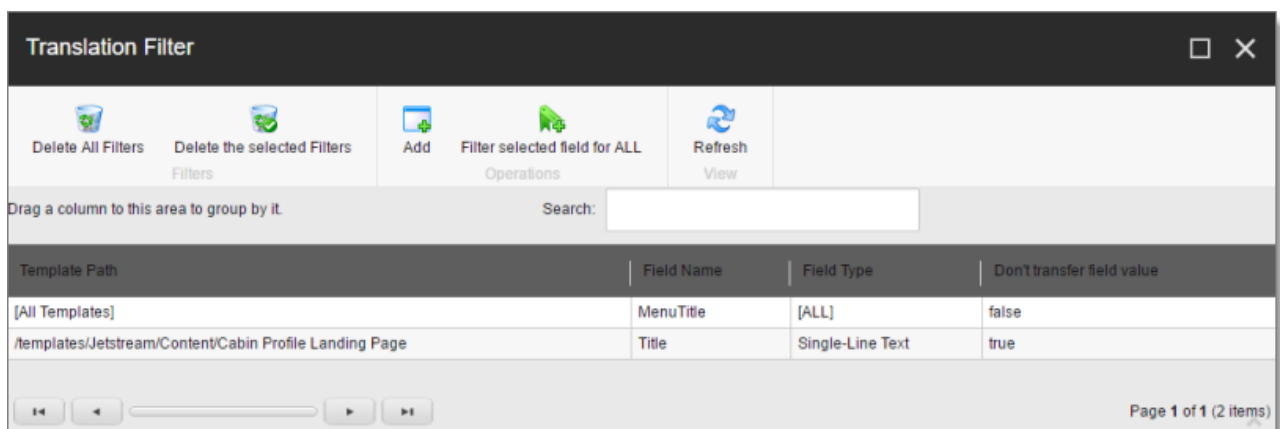 Translation Filter
Delete All Filters Delete the selected Filters Add Filter selected field for ALL Refresh
Filters Operations View
Drag a column to this area to group by it. Search:
Template Path Field Name Field Type Don't transfer field value
[All Templates] MenuTitle [ALL] false
/templates/Jetstream/Content/Cabin Profile Landing Page Title Single-Line Text true
Page 1 of 1 (2 items)